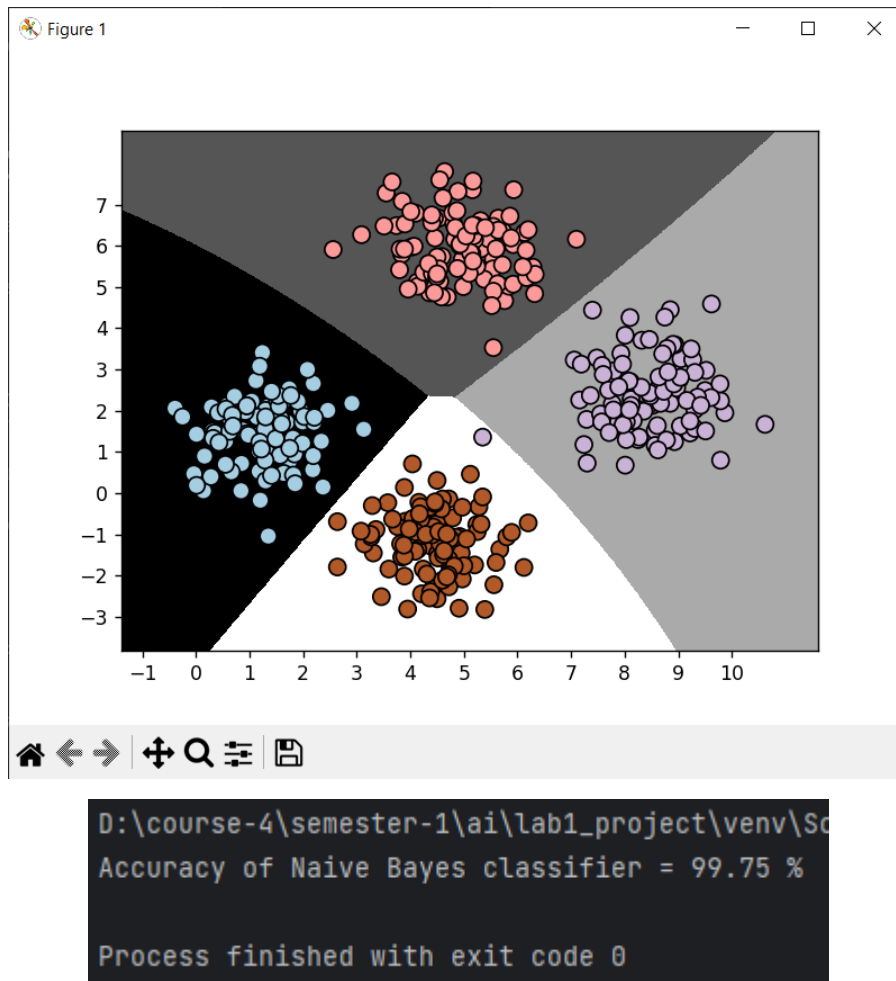 Figure 1
7
6
5
4
3
2
1
0
−1
−2
−3
−1 0 1 2 3 4 5 6 7 8 9 10
D:\course-4\semester-1\ai\lab1_project\venv\Sc
Accuracy of Naive Bayes classifier = 99.75 %
Process finished with exit code 0